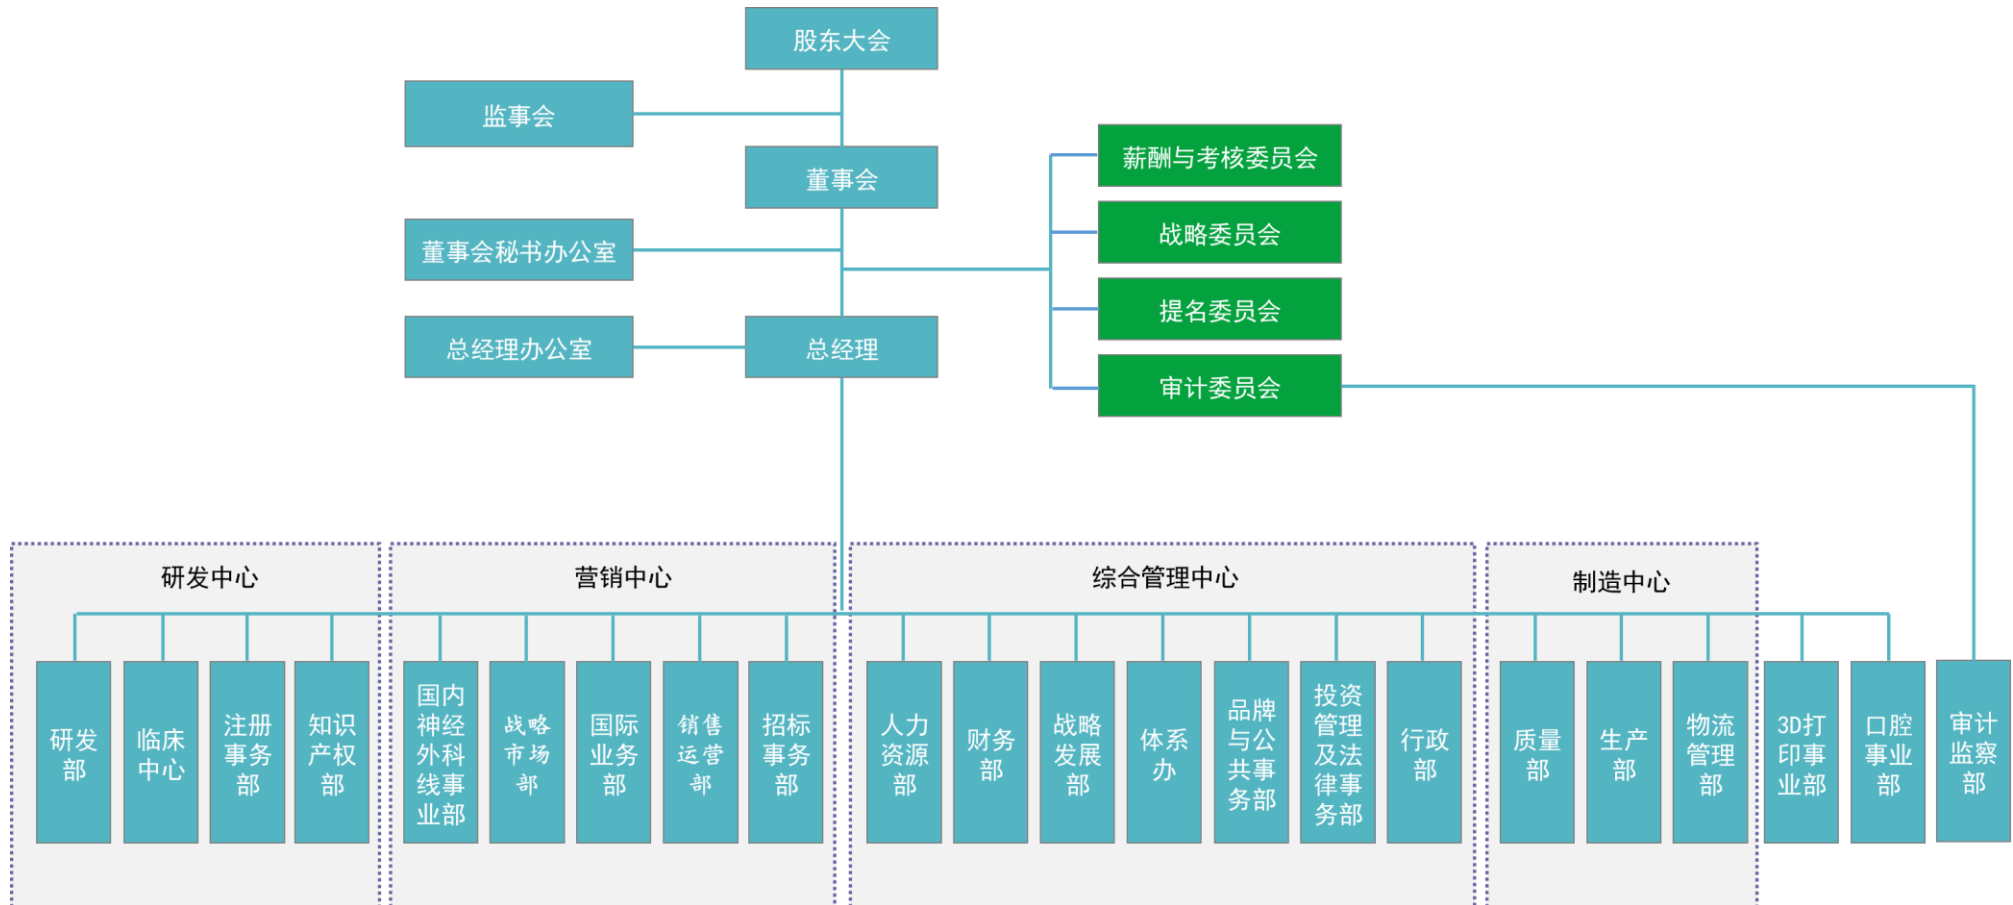 股东大会
监事会
董事会
董事会秘书办公室
总经理办公室
总经理
薪酬与考核委员会
战略委员会
提名委员会
审计委员会
研发中心
研发
部
临床
中心
注册
事务
部
知识
产权
部
营销中心
国内
神经
外科
线事
业部
战略
市场
部
国际
业务
部
销售
运营
部
招标
事务
部
综合管理中心
人力
资源
部
财务
部
战略
发展
部
体系
办
品牌
与公
共事
务部
投资
管理
及法
律事
务部
行政
部
制造中心
质量
部
生产
部
物流
管理
部
3D打
印事
业部
口腔
事业
部
审计
监察
部